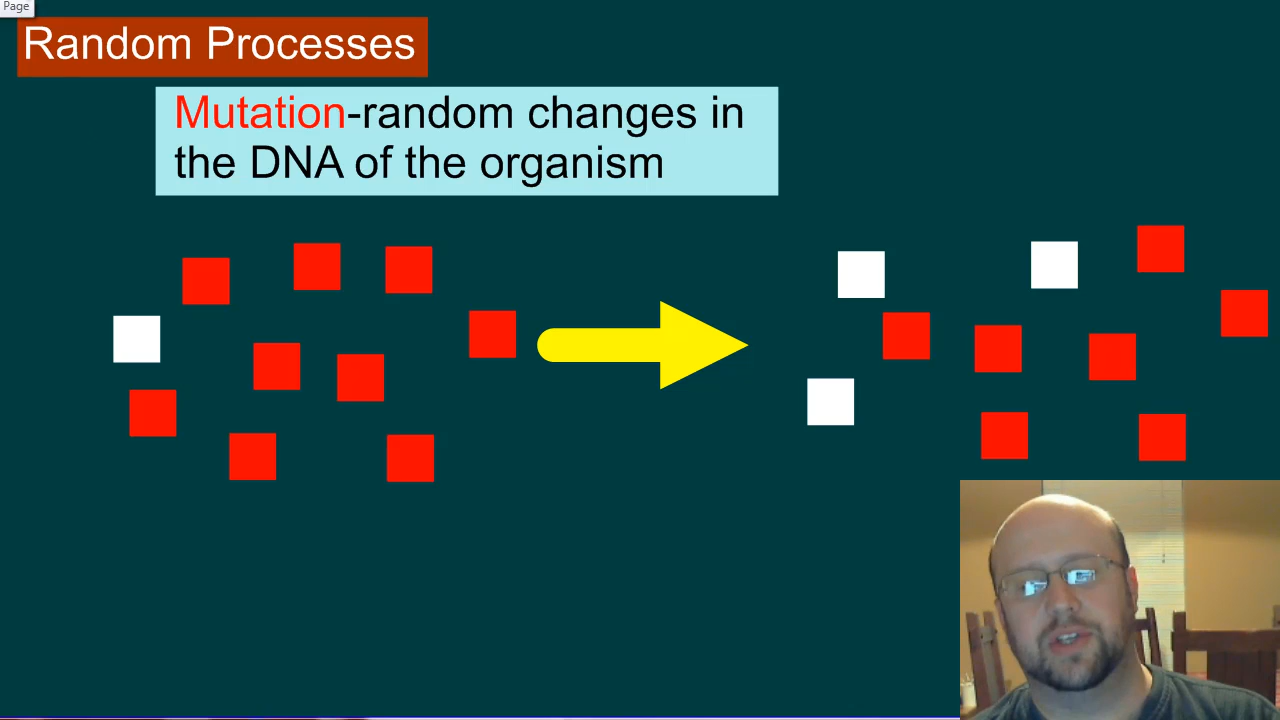 Page
Random Processes
Mutation-random changes in
the DNA of the organism